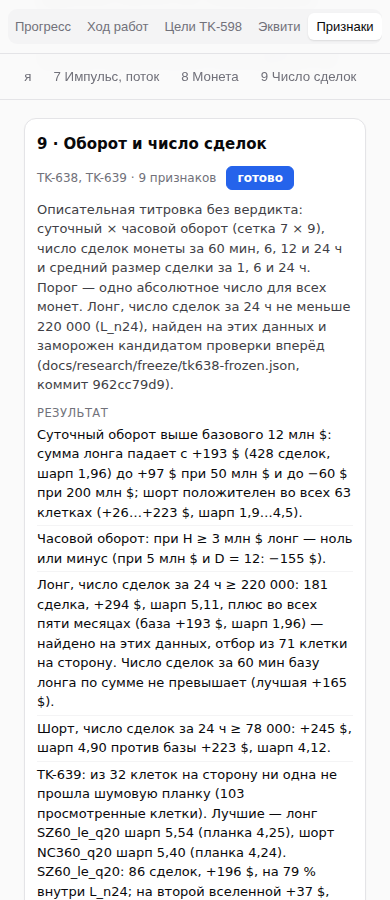 Прогресс Ход работ Цели TK-598 Эквити Признаки
я 7 Импульс, поток 8 Монета 9 Число сделок
9 · Оборот и число сделок
TK-638, TK-639 · 9 признаков готово
Описательная титровка без вердикта:
суточный × часовой оборот (сетка 7 × 9),
число сделок монеты за 60 мин, 6, 12 и 24 ч
и средний размер сделки за 1, 6 и 24 ч.
Порог — одно абсолютное число для всех
монет. Лонг, число сделок за 24 ч не меньше
220 000 (L_n24), найден на этих данных и
заморожен кандидатом проверки вперёд
(docs/research/freeze/tk638-frozen.json,
коммит 962cc79d9).
РЕЗУЛЬТАТ
Суточный оборот выше базового 12 млн $:
сумма лонга падает с +193 $ (428 сделок,
шарп 1,96) до +97 $ при 50 млн $ и до −60 $
при 200 млн $; шорт положителен во всех 63
клетках (+26…+223 $, шарп 1,9…4,5).
Часовой оборот: при H ≥ 3 млн $ лонг — ноль
или минус (при 5 млн $ и D = 12: −155 $).
Лонг, число сделок за 24 ч ≥ 220 000: 181
сделка, +294 $, шарп 5,11, плюс во всех
пяти месяцах (база +193 $, шарп 1,96) —
найдено на этих данных, отбор из 71 клетки
на сторону. Число сделок за 60 мин базу
лонга по сумме не превышает (лучшая +165
$).
Шорт, число сделок за 24 ч ≥ 78 000: +245 $,
шарп 4,90 против базы +223 $, шарп 4,12.
TK-639: из 32 клеток на сторону ни одна не
прошла шумовую планку (103
просмотренные клетки). Лучшие — лонг
SZ60_le_q20 шарп 5,54 (планка 4,25), шорт
NC360_q20 шарп 5,40 (планка 4,24).
SZ60_le_q20: 86 сделок, +196 $, на 79 %
внутри L_n24; на второй вселенной +37 $,